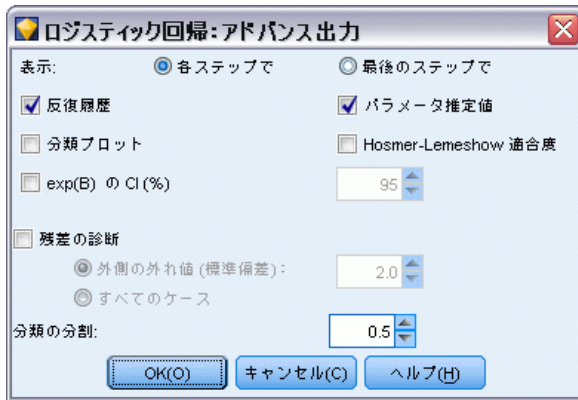 ロジスティック回帰:アドバンス出力
表示: 各ステップで 最後のステップで
反復履歴 パラメータ推定値
分類プロット Hosmer-Lemeshow 適合度
exp(B) の CI (%) 95
残差の診断
外側の外れ値 (標準偏差): 2.0
すべてのケース
分類の分割: 0.5
OK(O) キャンセル(C) ヘルプ(H)